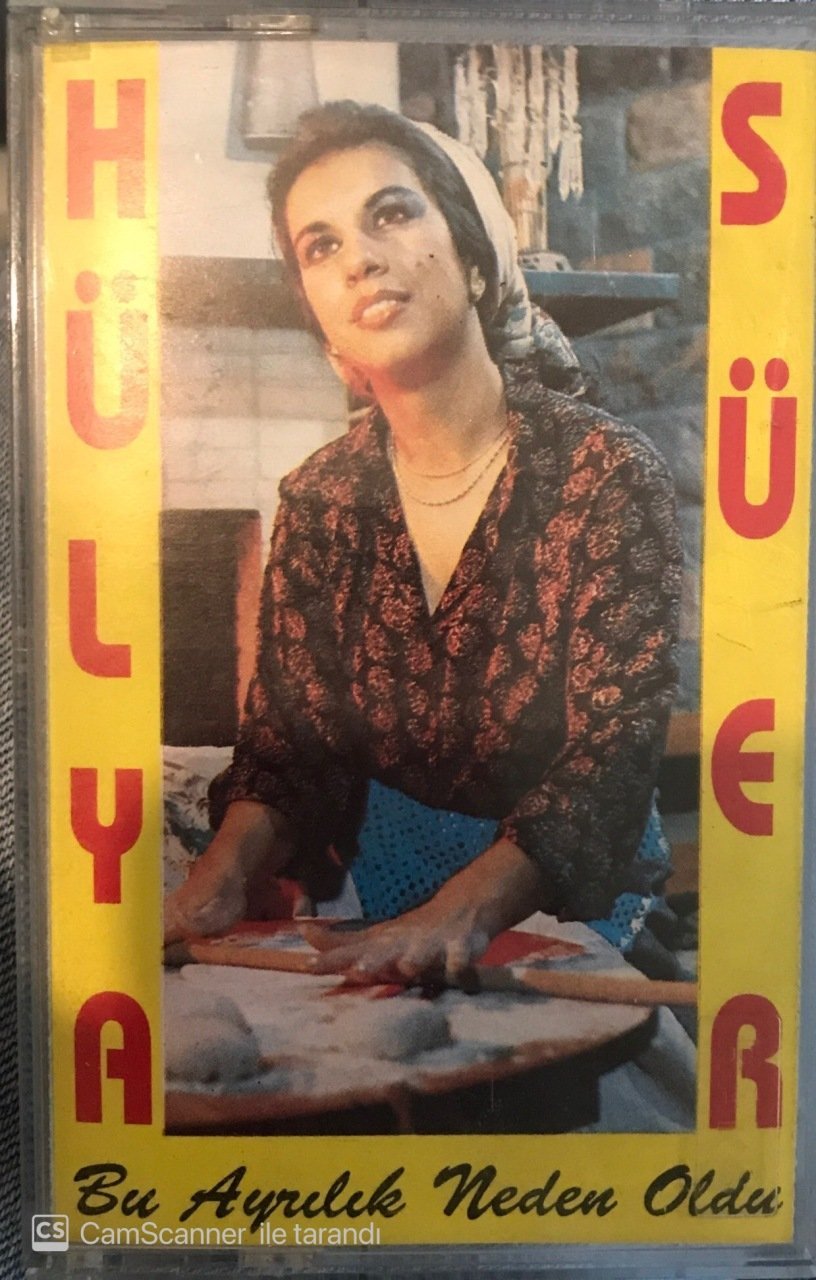 HÜLYA
SÜER
Bu Ayrılık Neden Oldu
CS CamScanner ile tarandı